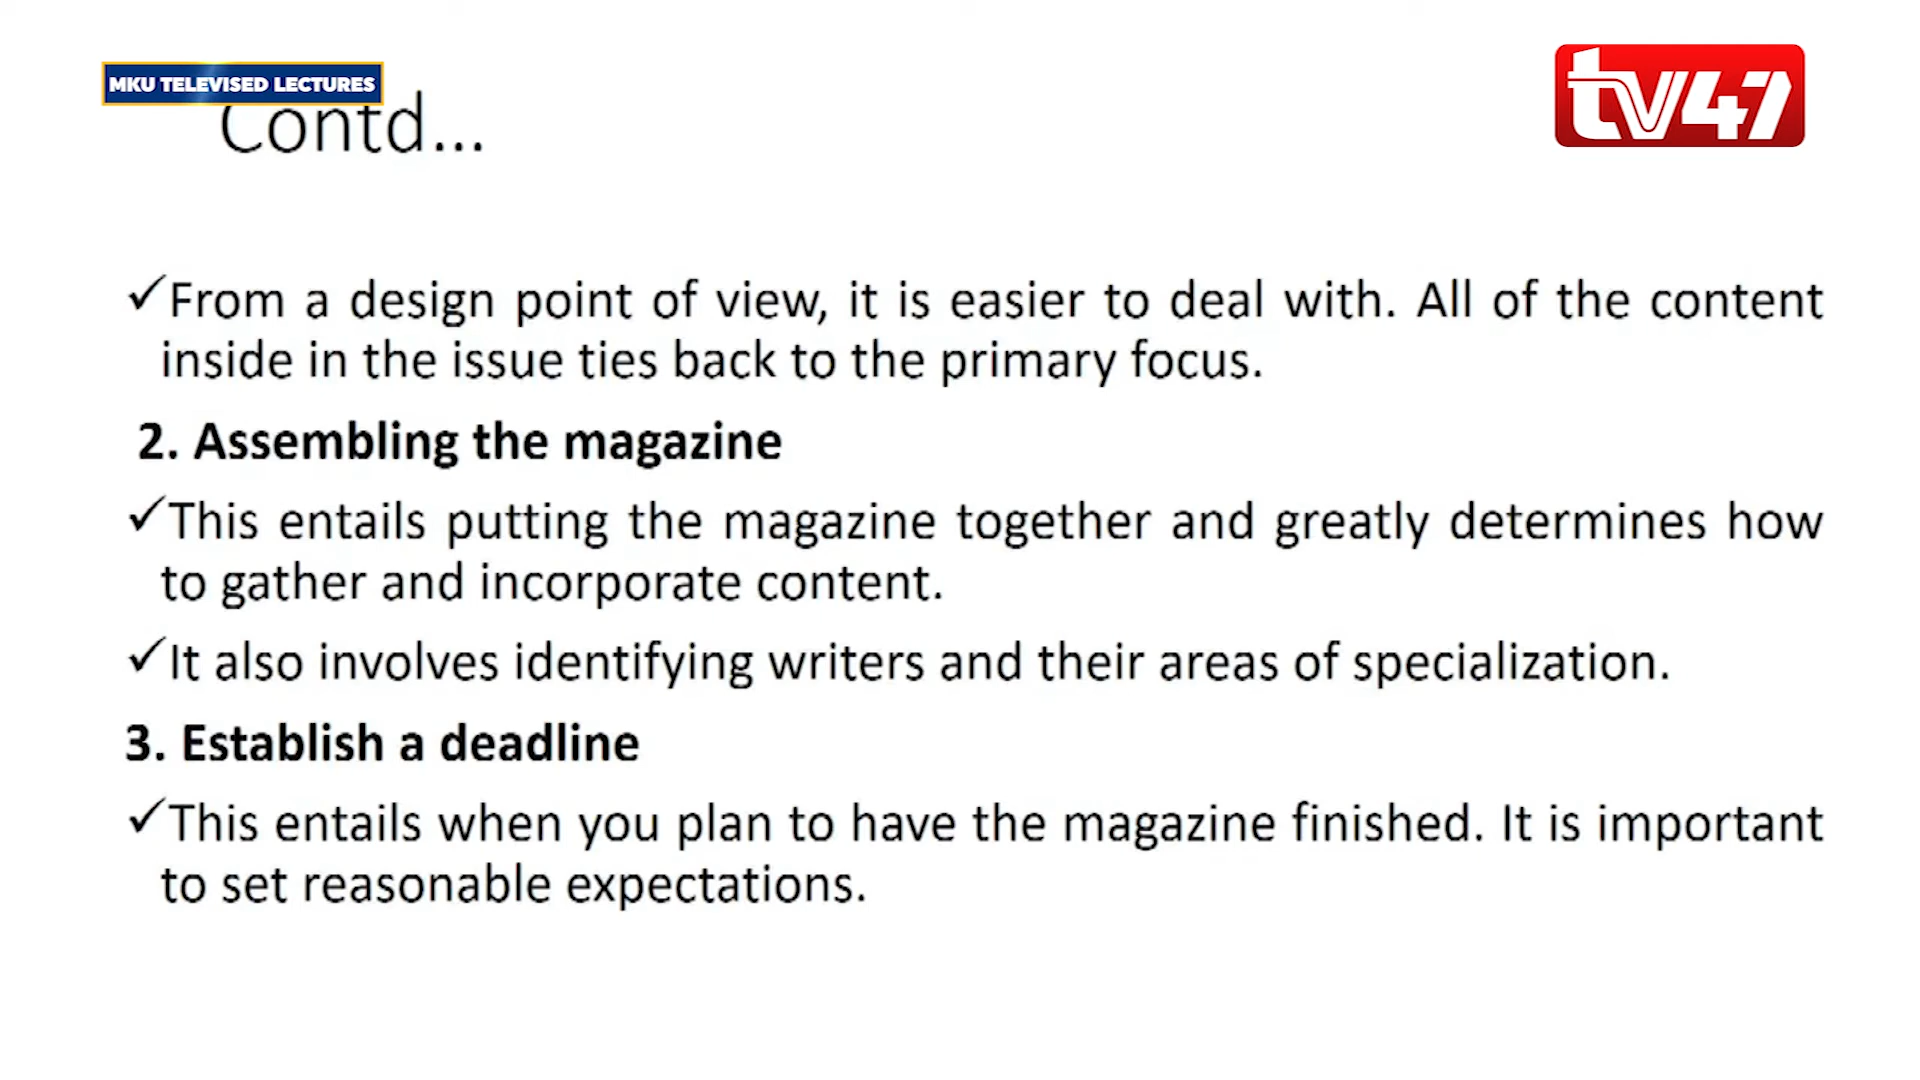 MKU TELEVISED LECTURES
tv47
Contd...
✓From a design point of view, it is easier to deal with. All of the content
inside in the issue ties back to the primary focus.
2. Assembling the magazine
✓This entails putting the magazine together and greatly determines how
to gather and incorporate content.
✓It also involves identifying writers and their areas of specialization.
3. Establish a deadline
✓This entails when you plan to have the magazine finished. It is important
to set reasonable expectations.